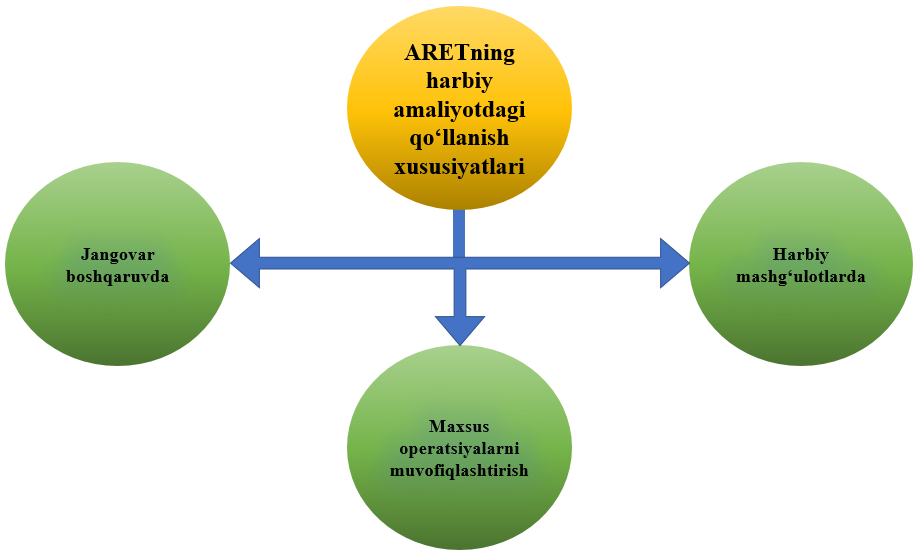 ARETning
harbiy
amaliyotdagi
qo‘llanish
xususiyatlari
Jangovar
boshqaruvda
Harbiy
mashg‘ulotlarda
Maxsus
operatsiyalarni
muvofiqlashtirish